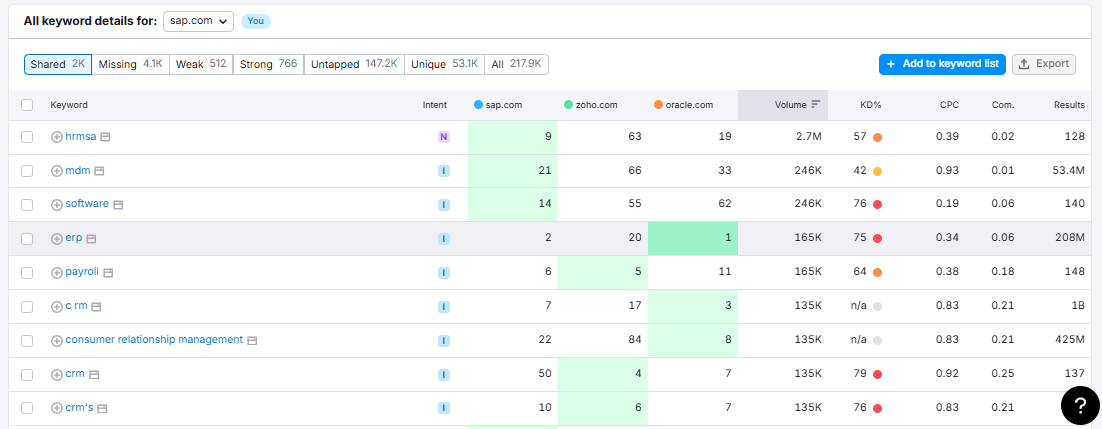 All keyword details for: sap.com You
Shared 2K Missing 4.1K Weak 512 Strong 766 Untapped 147.2K Unique 53.1K All 217.9K + Add to keyword list Export
Keyword Intent sap.com zoho.com oracle.com Volume KD% CPC Com. Results
hrmsa N 9 63 19 2.7M 57 0.39 0.02 128
mdm I 21 66 33 246K 42 0.93 0.01 53.4M
software I 14 55 62 246K 76 0.19 0.06 140
erp I 2 20 1 165K 75 0.34 0.06 208M
payroll I 6 5 11 165K 64 0.38 0.18 148
c rm I 7 17 3 135K n/a 0.83 0.21 1B
consumer relationship management I 22 84 8 135K n/a 0.83 0.21 425M
crm I 50 4 7 135K 79 0.92 0.25 137
crm's I 10 6 7 135K 76 0.83 0.21
?